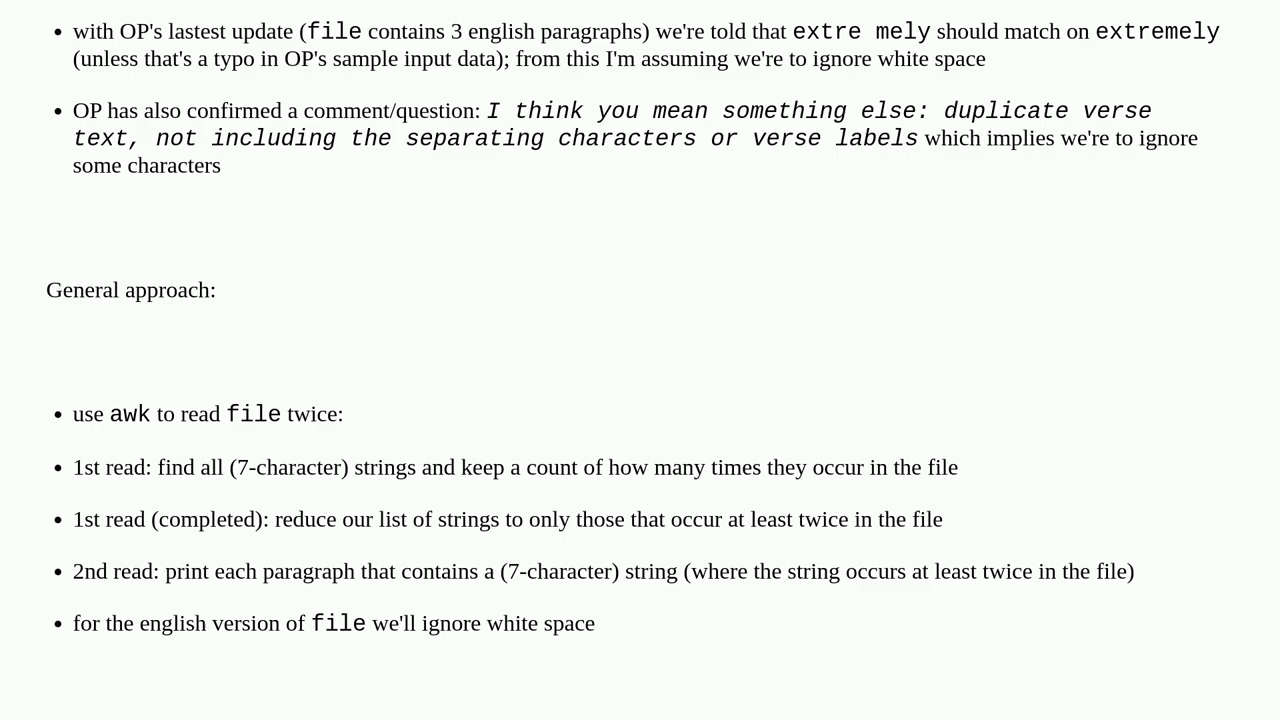 • with OP's lastest update (file contains 3 english paragraphs) we're told that extre mely should match on extremely
(unless that's a typo in OP's sample input data); from this I'm assuming we're to ignore white space
• OP has also confirmed a comment/question: I think you mean something else: duplicate verse
text, not including the separating characters or verse labels which implies we're to ignore
some characters
General approach:
• use awk to read file twice:
• 1st read: find all (7-character) strings and keep a count of how many times they occur in the file
• 1st read (completed): reduce our list of strings to only those that occur at least twice in the file
• 2nd read: print each paragraph that contains a (7-character) string (where the string occurs at least twice in the file)
• for the english version of file we'll ignore white space